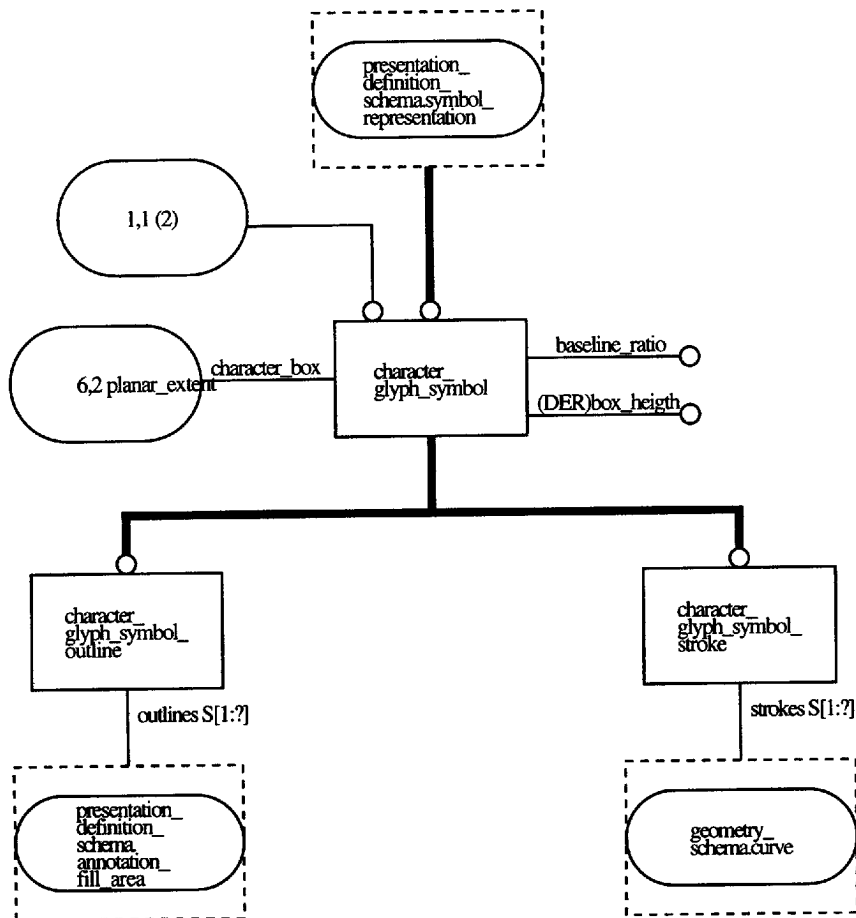 presentation_
definition_
schema.symbol_
representation
1,1 (2)
6,2 planar_extent
character_box
character_
glyph_symbol
baseline_ratio
(DER)box_heigth
character_
glyph_symbol_
outline
character_
glyph_symbol_
stroke
outlines S[1:?]
strokes S[1:?]
presentation_
definition_
schema.
annotation_
fill_area
geometry_
schema.curve